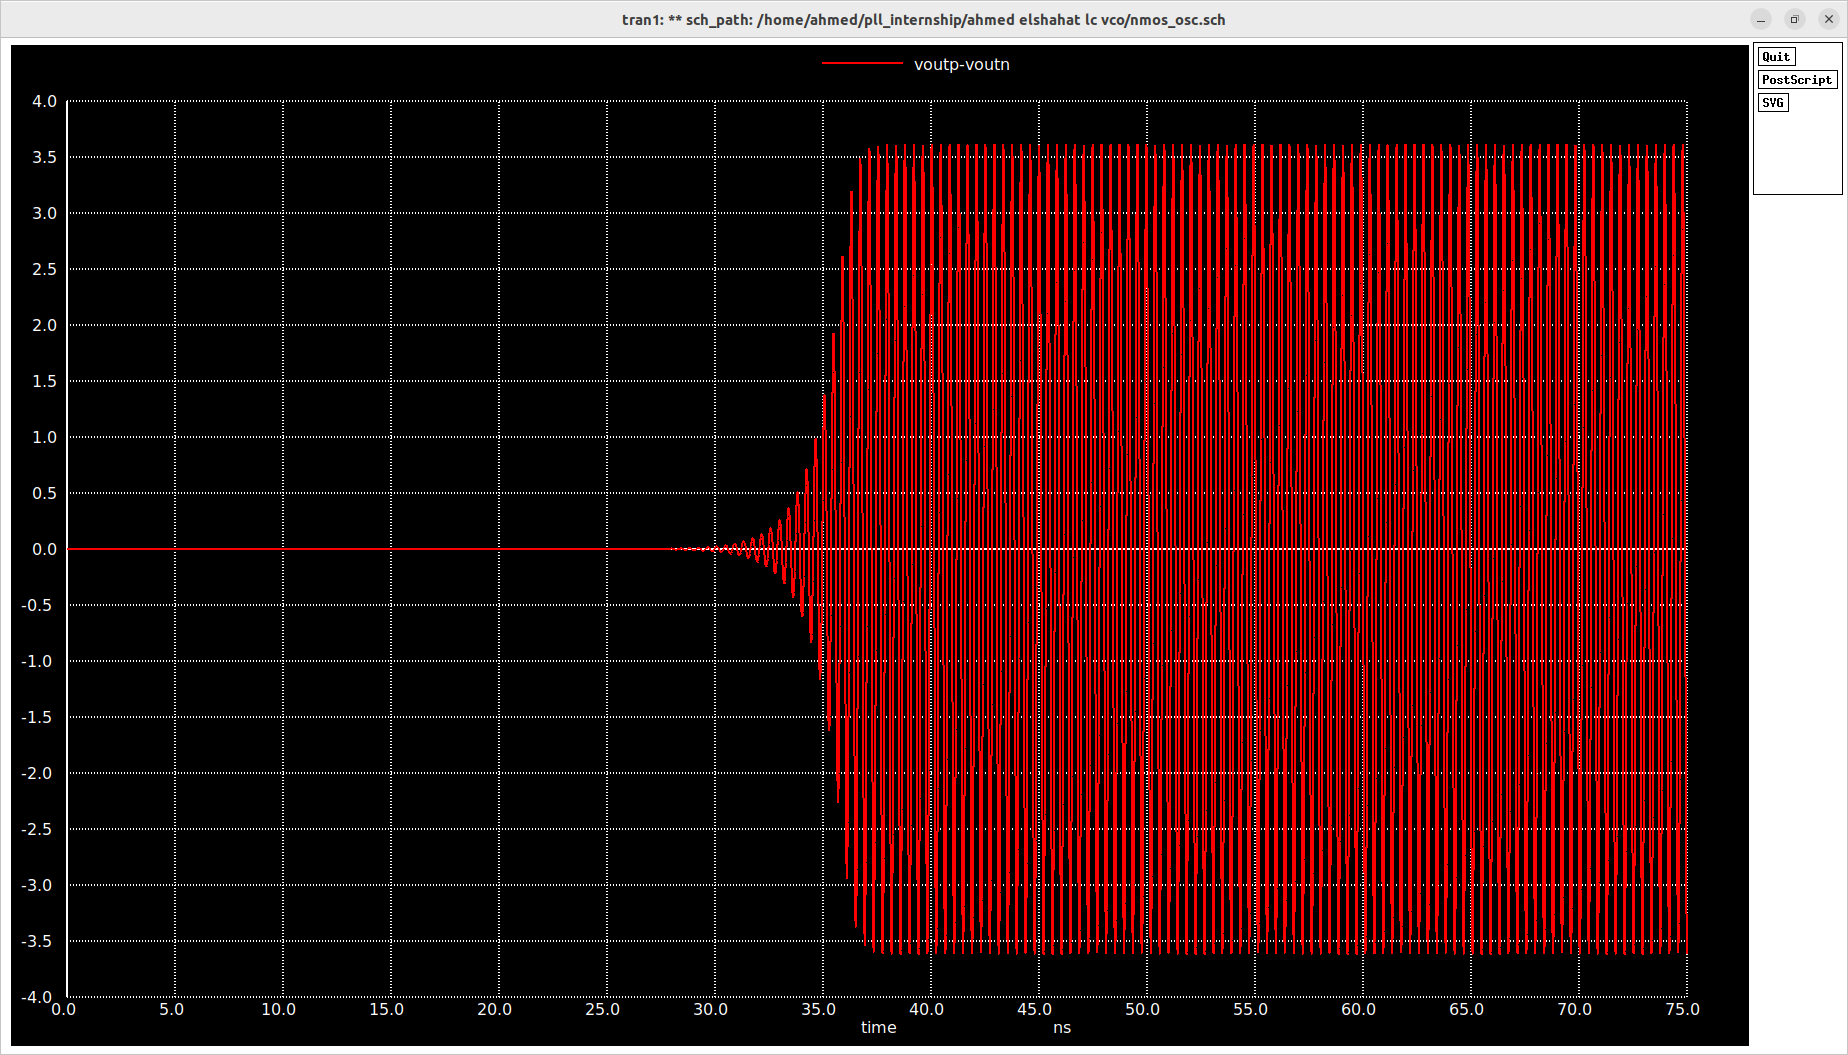 tran1: ** sch_path: /home/ahmed/pll_internship/ahmed elshahat lc vco/nmos_osc.sch
Quit
PostScript
SVG
voutp-voutn
4.0
3.5
3.0
2.5
2.0
1.5
1.0
0.5
0.0
-0.5
-1.0
-1.5
-2.0
-2.5
-3.0
-3.5
-4.0
0.0 5.0 10.0 15.0 20.0 25.0 30.0 35.0 40.0 45.0 50.0 55.0 60.0 65.0 70.0 75.0
time ns